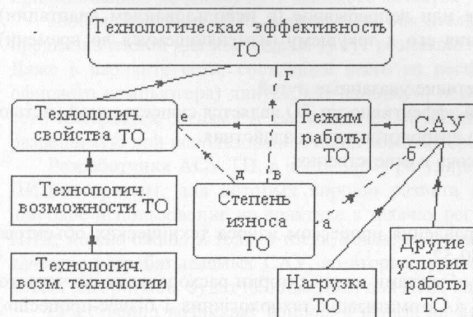 Технологическая эффективность
ТО
г
Технологич.
свойства ТО
Режим
работы
ТО
САУ
б
д
в
Технологич.
возможности ТО
Степень
износа
ТО
а
Другие
условия
работы
ТО
Технологич.
возм. технологии
Нагрузка
ТО